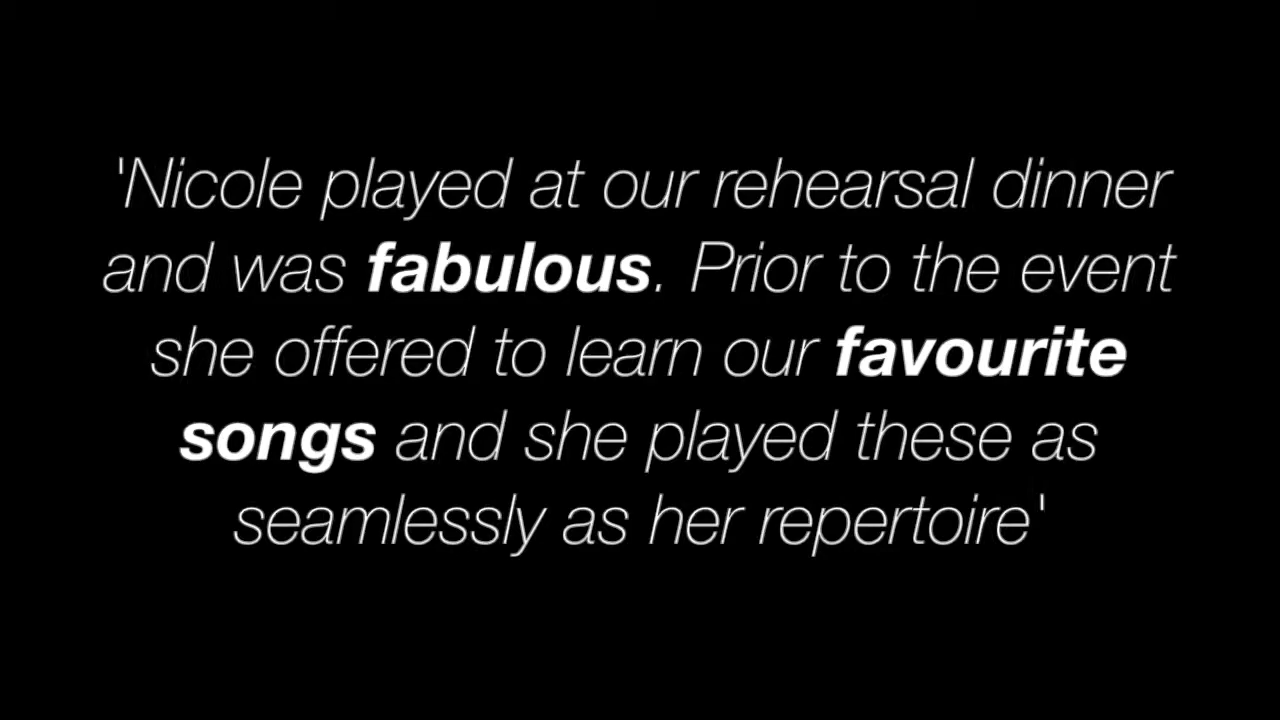 'Nicole played at our rehearsal dinner
and was fabulous. Prior to the event
she offered to learn our favourite
songs and she played these as
seamlessly as her repertoire'